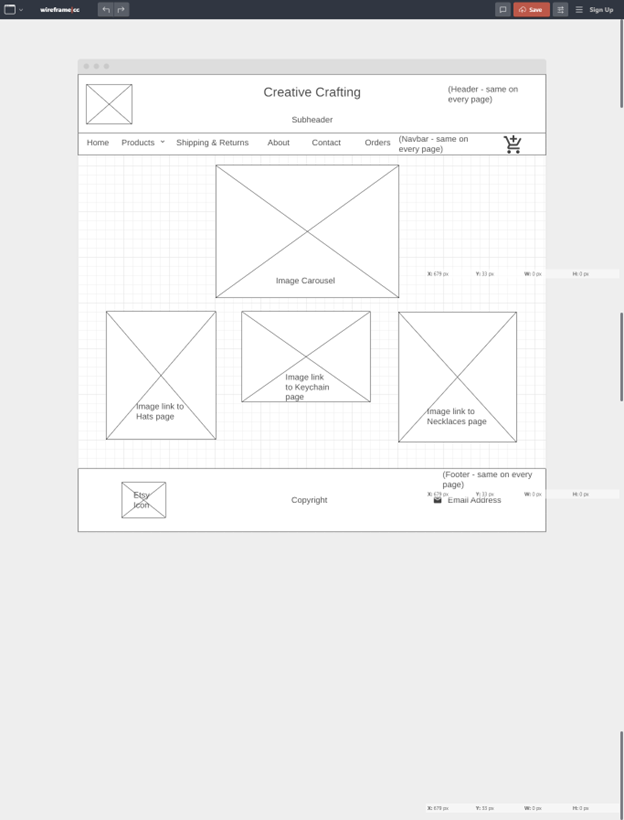 wireframe|cc
Save
Sign Up
Creative Crafting
(Header - same on
every page)
Subheader
Home
Products
Shipping & Returns
About
Contact
Orders
(Navbar - same on
every page)
Image Carousel
X: 679 px Y: 33 px W: 0 px H: 0 px
Image link to
Hats page
Image link
to Keychain
page
Image link to
Necklaces page
(Footer - same on every
page)
X: 679 px Y: 33 px W: 0 px H: 0 px
Etsy
Icon
Copyright
Email Address
X: 679 px Y: 33 px W: 0 px H: 0 px